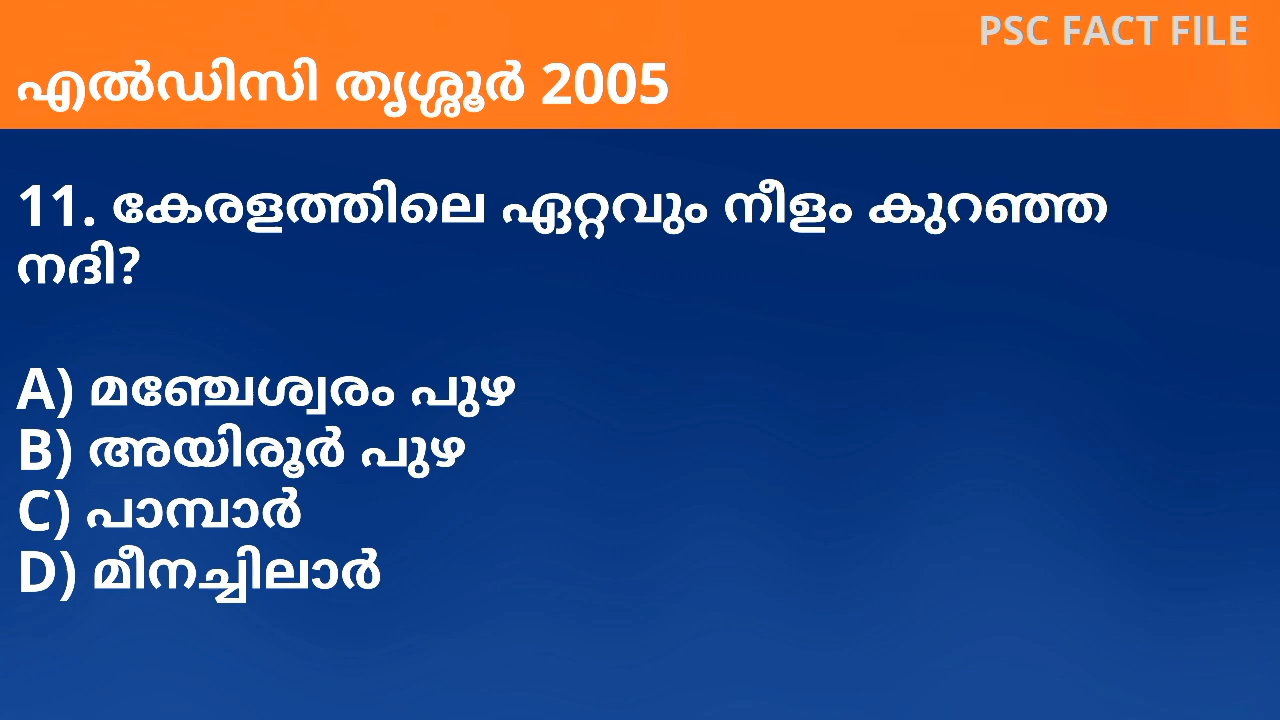 PSC FACT FILE
എൽഡിസി തൃശ്ശൂർ 2005
11. കേരളത്തിലെ ഏറ്റവും നീളം കുറഞ്ഞ
നദി?
A) മഞ്ചേശ്വരം പുഴ
B) അയിരൂർ പുഴ
C) പാമ്പാർ
D) മീനച്ചിലാർ